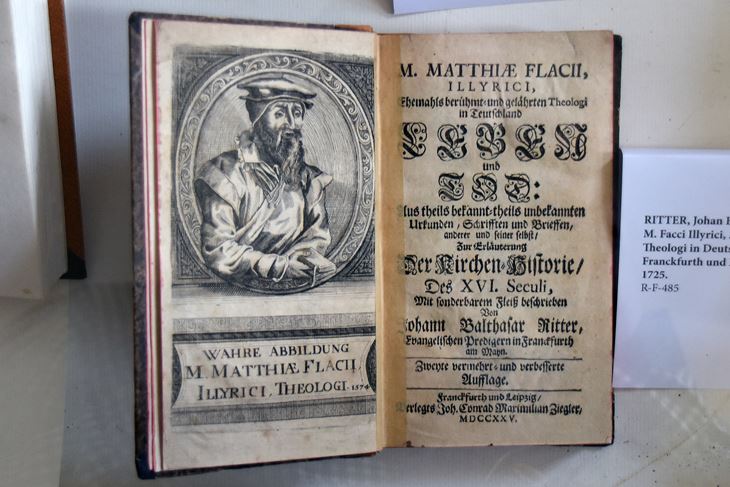 WAHRE ABBILDUNG
M. MATTHIÆ FLACII,
ILLYRICI, THEOLOGI. 1574
M. MATTHIÆ FLACII,
ILLYRICI,
Ehemahls berühmt- und gelährten Theologi
in Teutschland
LEBEN
und
TOD:
Aus theils bekannt- theils unbekannten
Urkunden, Schrifften und Brieffen,
anderer und seiner selbst/
Zur Erläuterung
Der Kirchen-Historie/
Des XVI. Seculi,
Mit sonderbarem Fleiß beschrieben
Von
Johann Balthasar Ritter,
Evangelischen Predigern in Franckfurth
am Mayn.
Zweyte vermehrt- und verbesserte
Aufflage.
Franckfurth und Leipzig/
Verlegts Joh. Conrad Maximilian Ziegler,
MDCCXXV.
RITTER, Johan
M. Facci Illyrici,
Theologi in Deuts
Franckfurth und
1725.
R-F-485